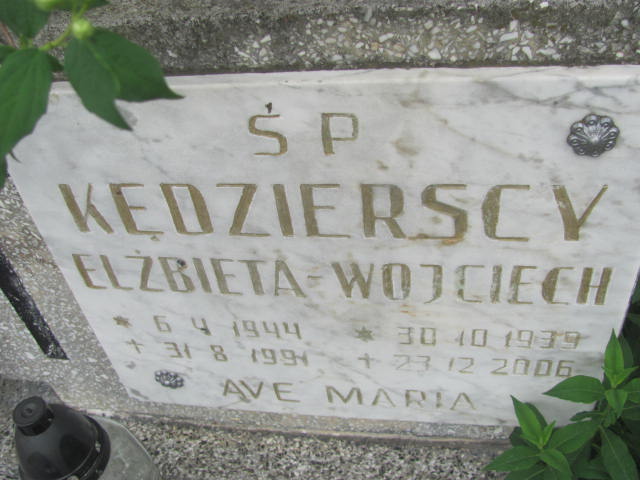 ŚP
KĘDZIERSCY
ELŻBIETA - WOJCIECH
* 6 4 1944 * 30 10 1939
+ 31 8 1991 + 23 12 2006
AVE MARIA